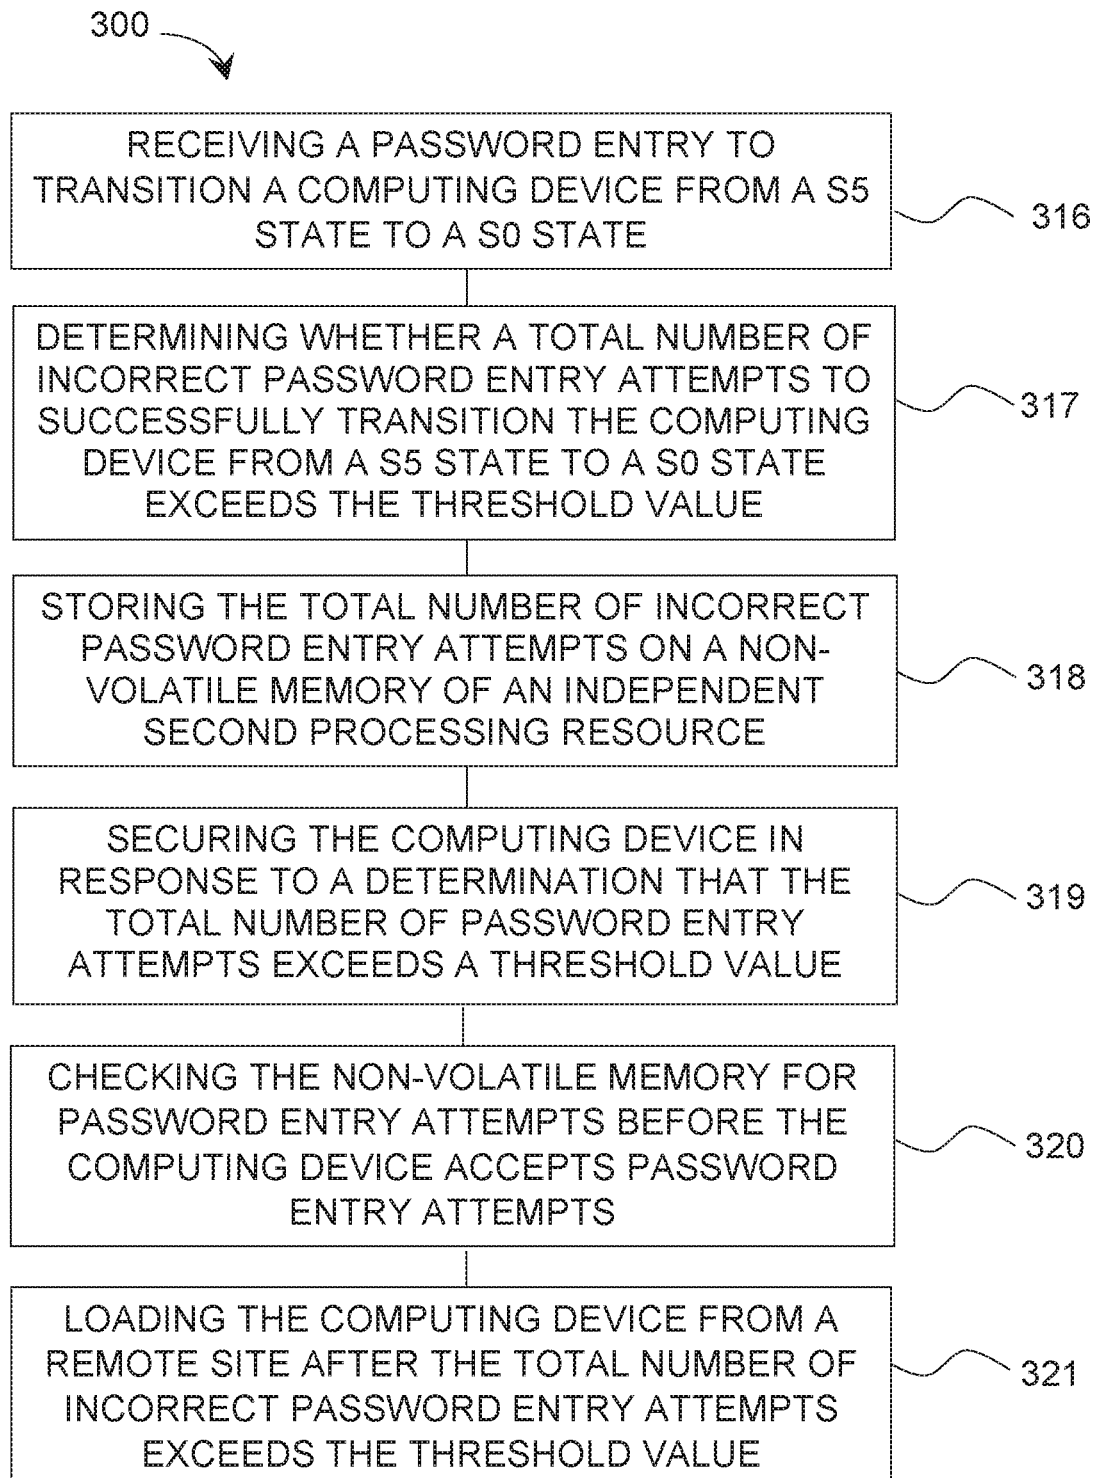 300
RECEIVING A PASSWORD ENTRY TO
TRANSITION A COMPUTING DEVICE FROM A S5
STATE TO A S0 STATE
316
DETERMINING WHETHER A TOTAL NUMBER OF
INCORRECT PASSWORD ENTRY ATTEMPTS TO
SUCCESSFULLY TRANSITION THE COMPUTING
DEVICE FROM A S5 STATE TO A S0 STATE
EXCEEDS THE THRESHOLD VALUE
317
STORING THE TOTAL NUMBER OF INCORRECT
PASSWORD ENTRY ATTEMPTS ON A NON-
VOLATILE MEMORY OF AN INDEPENDENT
SECOND PROCESSING RESOURCE
318
SECURING THE COMPUTING DEVICE IN
RESPONSE TO A DETERMINATION THAT THE
TOTAL NUMBER OF PASSWORD ENTRY
ATTEMPTS EXCEEDS A THRESHOLD VALUE
319
CHECKING THE NON-VOLATILE MEMORY FOR
PASSWORD ENTRY ATTEMPTS BEFORE THE
COMPUTING DEVICE ACCEPTS PASSWORD
ENTRY ATTEMPTS
320
LOADING THE COMPUTING DEVICE FROM A
REMOTE SITE AFTER THE TOTAL NUMBER OF
INCORRECT PASSWORD ENTRY ATTEMPTS
EXCEEDS THE THRESHOLD VALUE
321